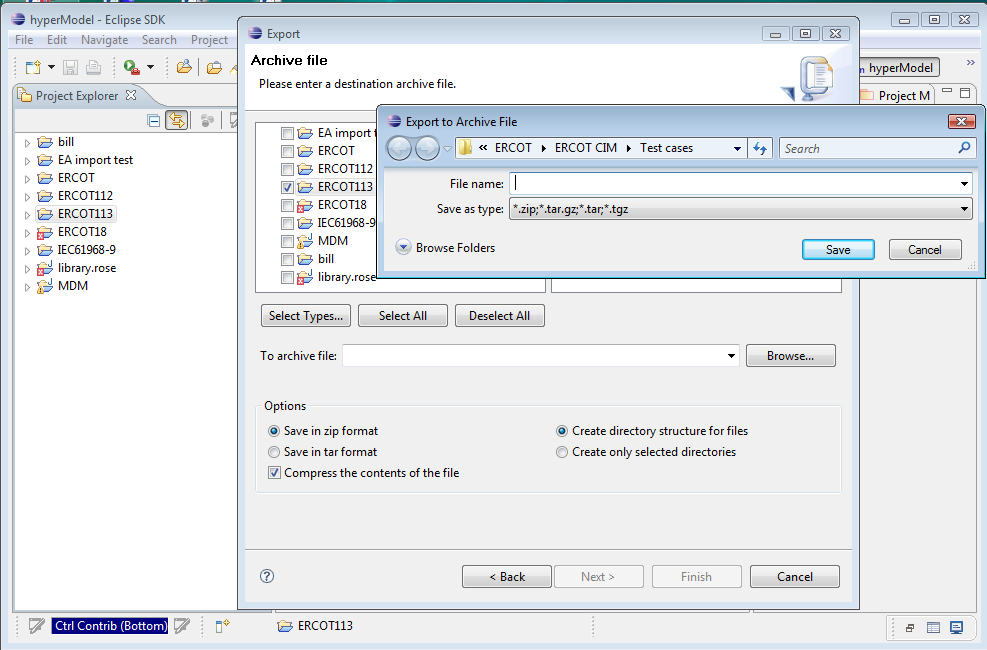 hyperModel - Eclipse SDK
File Edit Navigate Search Project
hyperModel
Project Explorer
Project M
bill
EA import test
ERCOT
ERCOT112
ERCOT113
ERCOT18
IEC61968-9
library.rose
MDM
Export
Archive file
Please enter a destination archive file.
EA import
ERCOT
ERCOT112
ERCOT113
ERCOT18
IEC61968-9
MDM
bill
library.rose
Export to Archive File
« ERCOT ERCOT CIM Test cases
Search
File name:
Save as type: *.zip;*.tar.gz;*.tar;*.tgz
Browse Folders
Save Cancel
Select Types... Select All Deselect All
To archive file: Browse...
Options
Save in zip format Create directory structure for files
Save in tar format Create only selected directories
Compress the contents of the file
< Back Next > Finish Cancel
Ctrl Contrib (Bottom) ERCOT113